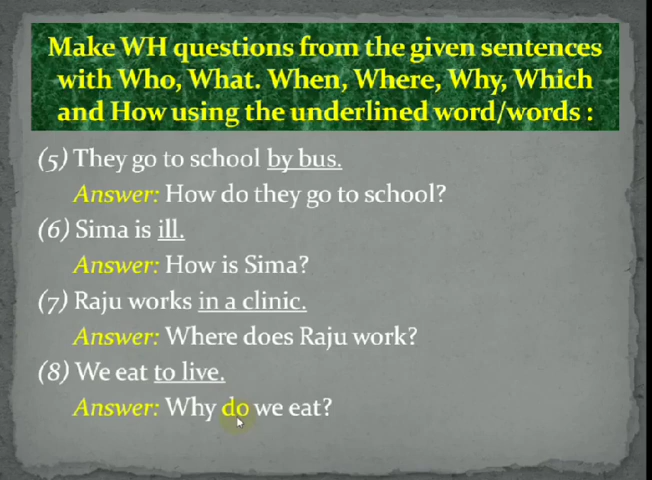 Make WH questions from the given sentences
with Who, What. When, Where, Why, Which
and How using the underlined word/words :
(5) They go to school by bus.
Answer: How do they go to school?
(6) Sima is ill.
Answer: How is Sima?
(7) Raju works in a clinic.
Answer: Where does Raju work?
(8) We eat to live.
Answer: Why do we eat?